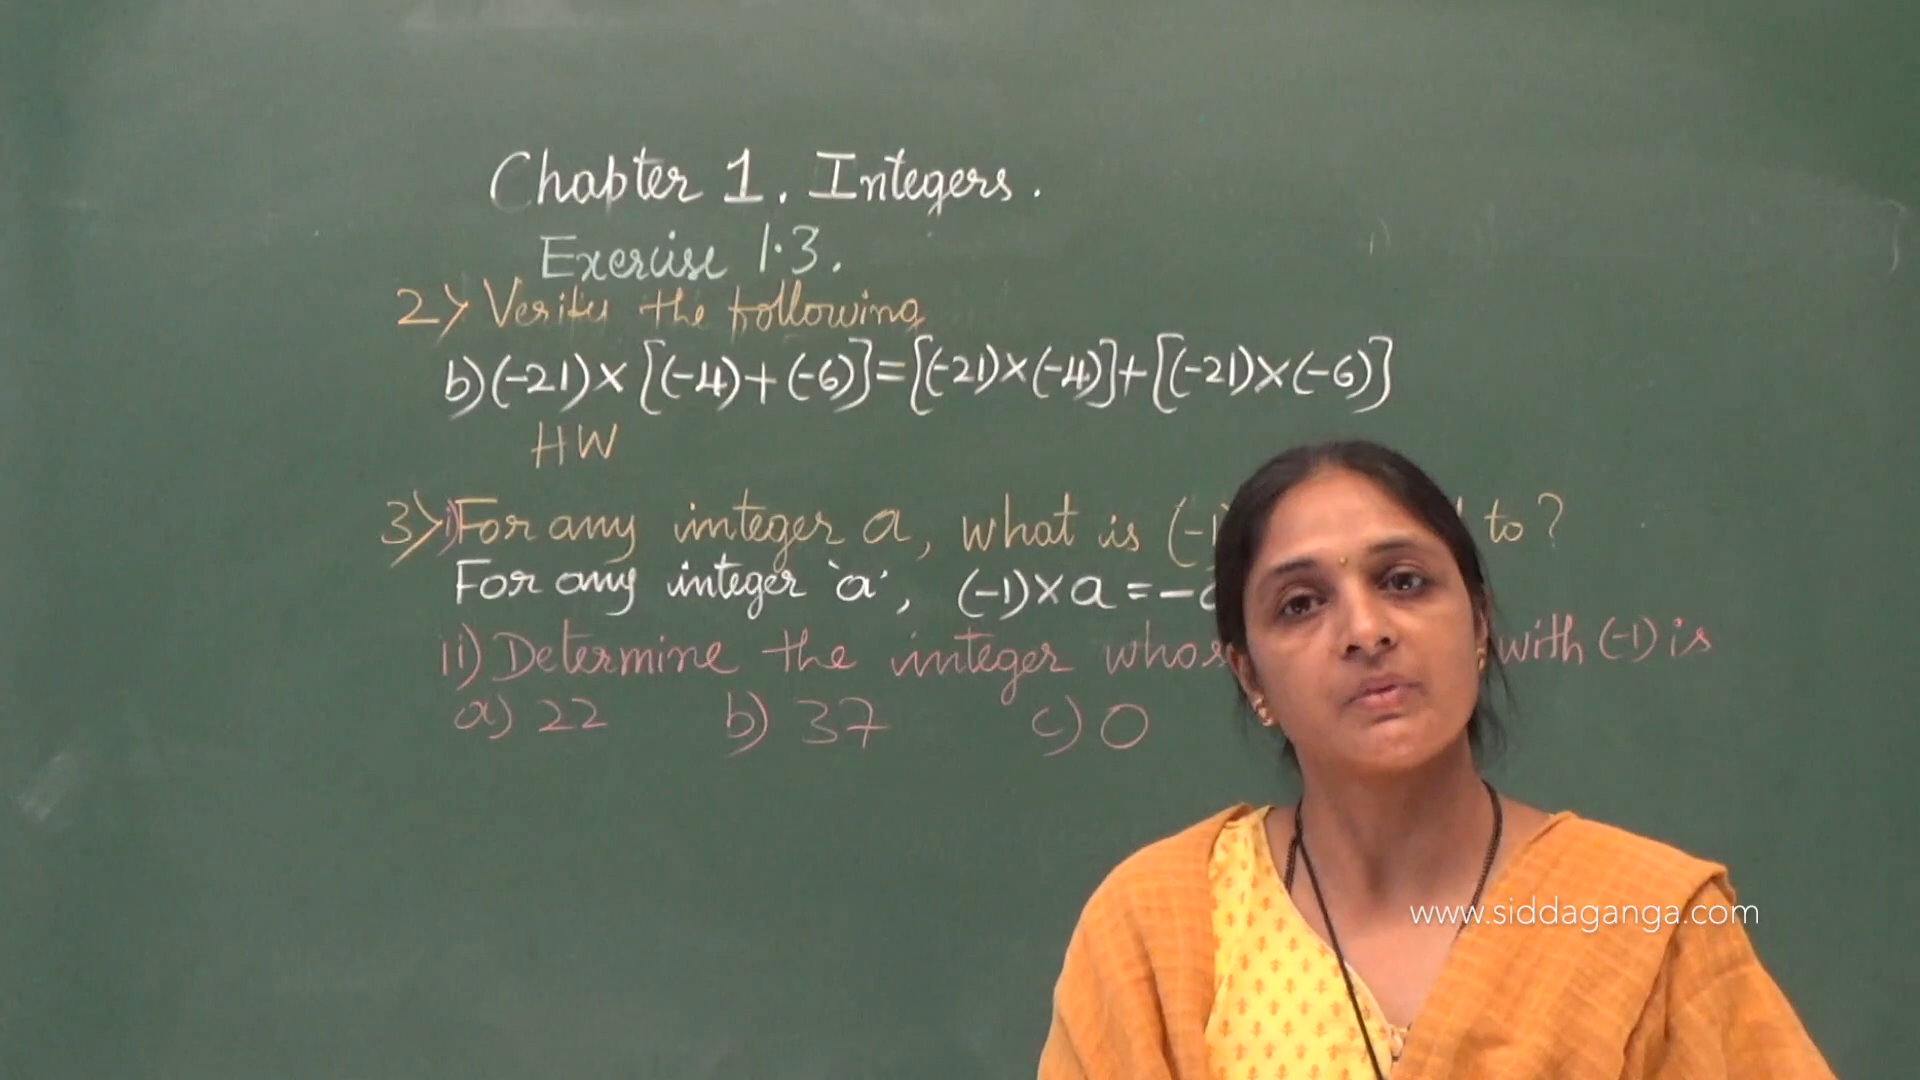 Chapter 1. Integers.
Exercise 1.3.
2) Verify the following
b) (-21) × [(-4) + (-6)] = [(-21) × (-4)] + [(-21) × (-6)]
HW
3) i) For any integer a, what is (-1) to?
For any integer 'a', (-1) × a = -
ii) Determine the integer with (-1) is
a) 22 b) 37 c) 0
www.siddaganga.com